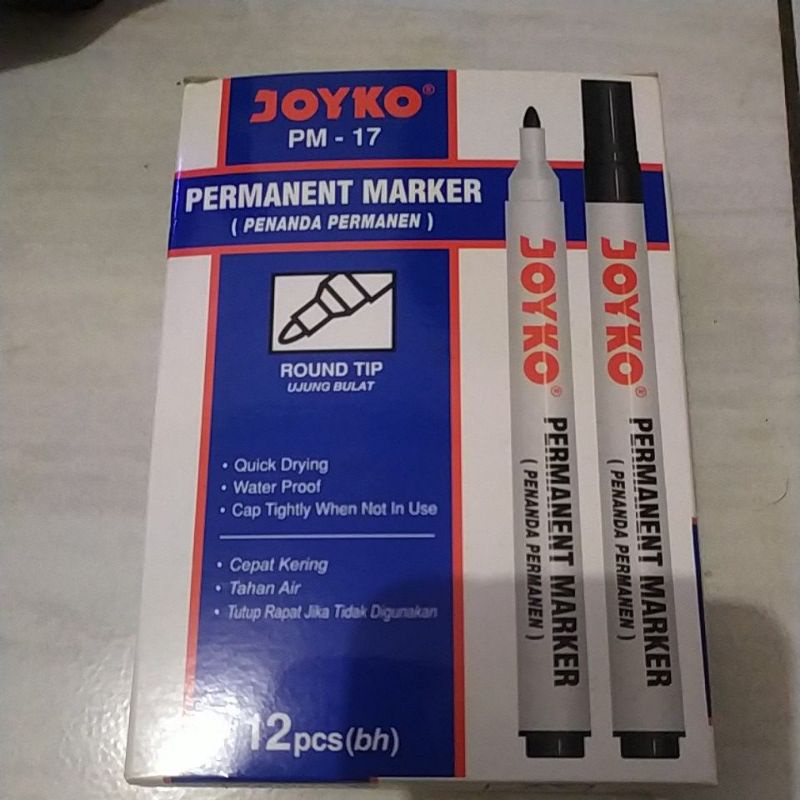 JOYKO®
PM - 17
PERMANENT MARKER
( PENANDA PERMANEN )
ROUND TIP
UJUNG BULAT
• Quick Drying
• Water Proof
• Cap Tightly When Not In Use
• Cepat Kering
• Tahan Air
• Tutup Rapat Jika Tidak Digunakan
12pcs(bh)
JOYKO®
PERMANENT MARKER
( PENANDA PERMANEN )
JOYKO®
PERMANENT MARKER
( PENANDA PERMANEN )